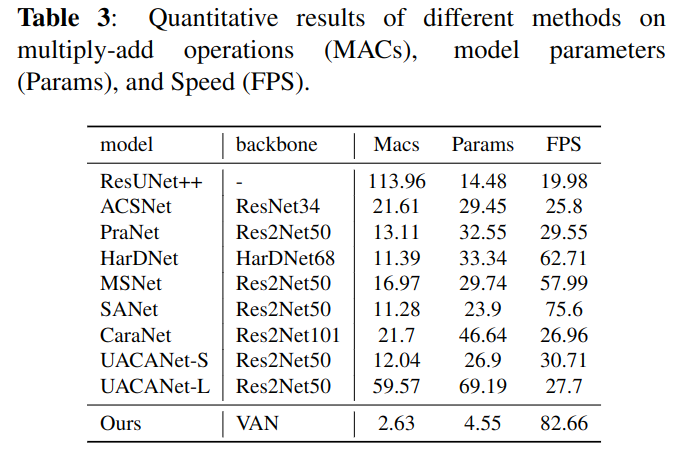 Table 3: Quantitative results of different methods on
multiply-add operations (MACs), model parameters
(Params), and Speed (FPS).
model backbone Macs Params FPS
ResUNet++ - 113.96 14.48 19.98
ACSNet ResNet34 21.61 29.45 25.8
PraNet Res2Net50 13.11 32.55 29.55
HarDNet HarDNet68 11.39 33.34 62.71
MSNet Res2Net50 16.97 29.74 57.99
SANet Res2Net50 11.28 23.9 75.6
CaraNet Res2Net101 21.7 46.64 26.96
UACANet-S Res2Net50 12.04 26.9 30.71
UACANet-L Res2Net50 59.57 69.19 27.7
Ours VAN 2.63 4.55 82.66